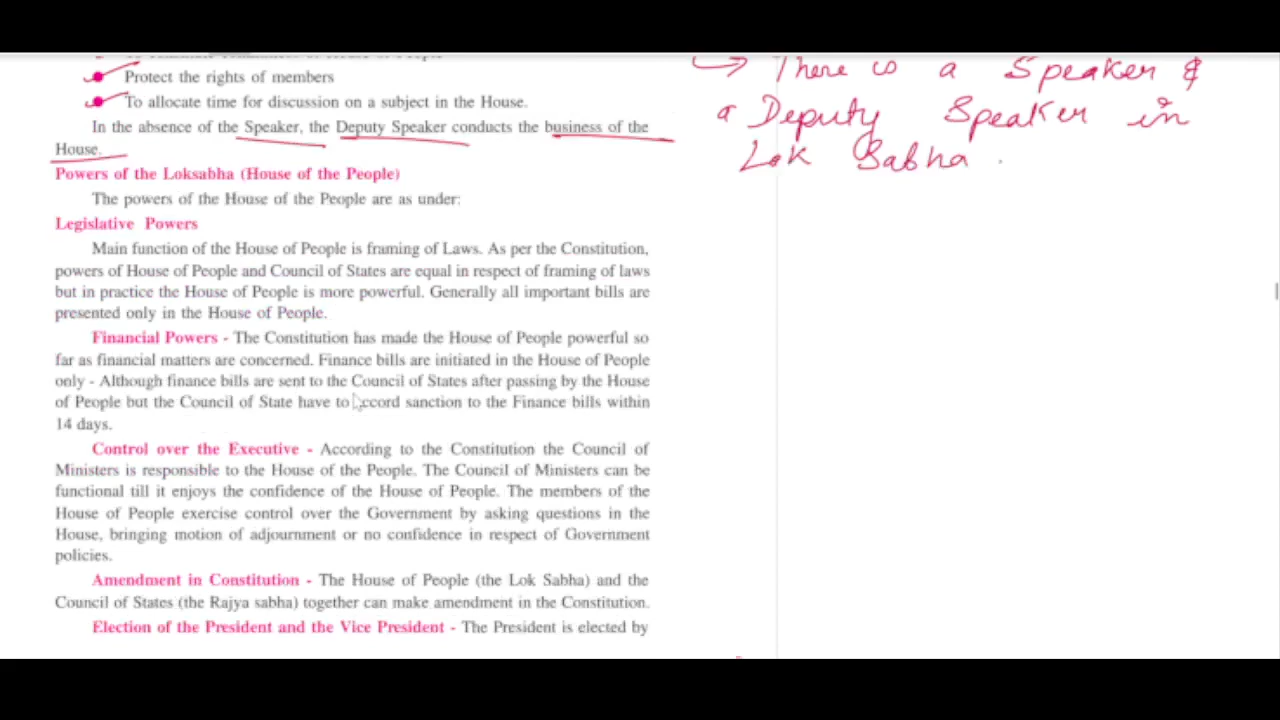 Protect the rights of members
To allocate time for discussion on a subject in the House.
In the absence of the Speaker, the Deputy Speaker conducts the business of the
House.
Powers of the Loksabha (House of the People)
The powers of the House of the People are as under:
Legislative Powers
Main function of the House of People is framing of Laws. As per the Constitution,
powers of House of People and Council of States are equal in respect of framing of laws
but in practice the House of People is more powerful. Generally all important bills are
presented only in the House of People.
Financial Powers - The Constitution has made the House of People powerful so
far as financial matters are concerned. Finance bills are initiated in the House of People
only - Although finance bills are sent to the Council of States after passing by the House
of People but the Council of State have to accord sanction to the Finance bills within
14 days.
Control over the Executive - According to the Constitution the Council of
Ministers is responsible to the House of the People. The Council of Ministers can be
functional till it enjoys the confidence of the House of People. The members of the
House of People exercise control over the Government by asking questions in the
House, bringing motion of adjournment or no confidence in respect of Government
policies.
Amendment in Constitution - The House of People (the Lok Sabha) and the
Council of States (the Rajya sabha) together can make amendment in the Constitution.
Election of the President and the Vice President - The President is elected by
→ There is a Speaker &
a Deputy Speaker in
Lok Sabha.